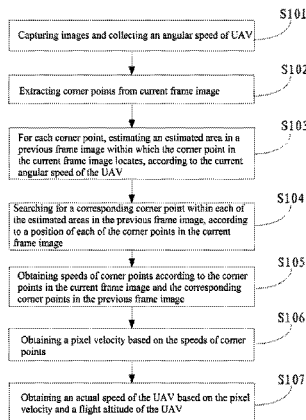 S101
Capturing images and collecting an angular speed of UAV
S102
Extracting corner points from current frame image
S103
For each corner point, estimating an estimated area in a
previous frame image within which the corner point in
the current frame image locates, according to the current
angular speed of the UAV
S104
Searching for a corresponding corner point within each of
the estimated areas in the previous frame image, according
to a position of each of the corner points in the current
frame image
S105
Obtaining speeds of corner points according to the corner
points in the current frame image and the corresponding
corner points in the previous frame image
S106
Obtaining a pixel velocity based on the speeds of corner
points
S107
Obtaining an actual speed of the UAV based on the pixel
velocity and a flight altitude of the UAV